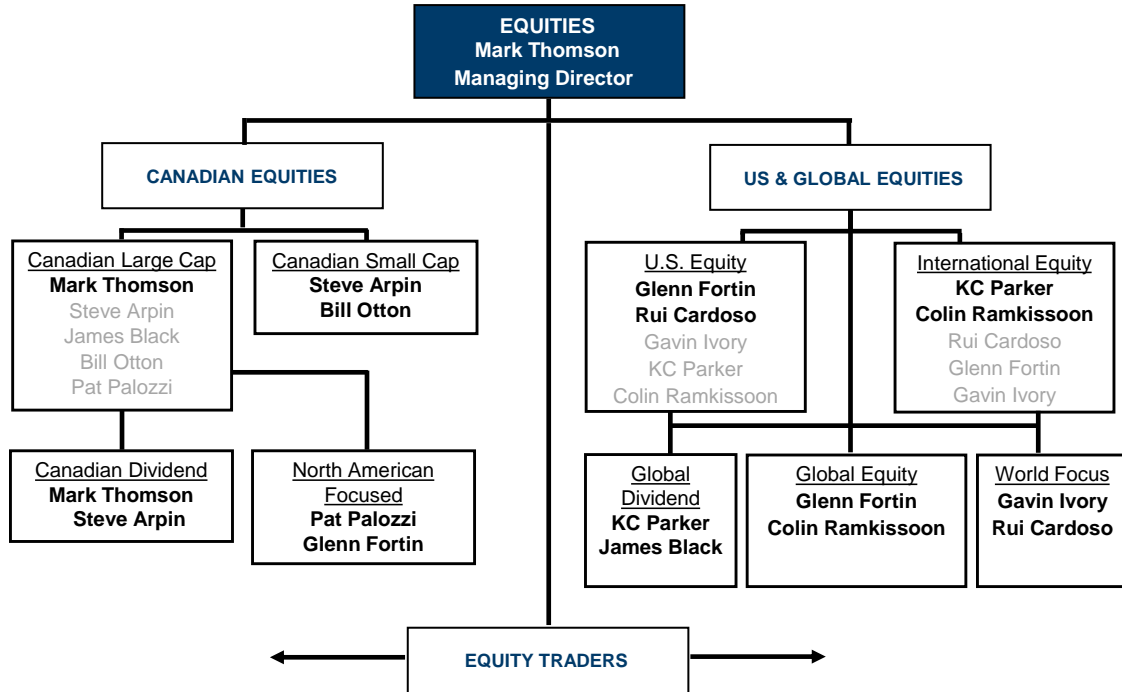 EQUITIES
Mark Thomson
Managing Director
CANADIAN EQUITIES
US & GLOBAL EQUITIES
Canadian Large Cap
Mark Thomson
Steve Arpin
James Black
Bill Otton
Pat Palozzi
Canadian Small Cap
Steve Arpin
Bill Otton
U.S. Equity
Glenn Fortin
Rui Cardoso
Gavin Ivory
KC Parker
Colin Ramkissoon
International Equity
KC Parker
Colin Ramkissoon
Rui Cardoso
Glenn Fortin
Gavin Ivory
Canadian Dividend
Mark Thomson
Steve Arpin
North American
Focused
Pat Palozzi
Glenn Fortin
Global
Dividend
KC Parker
James Black
Global Equity
Glenn Fortin
Colin Ramkissoon
World Focus
Gavin Ivory
Rui Cardoso
EQUITY TRADERS